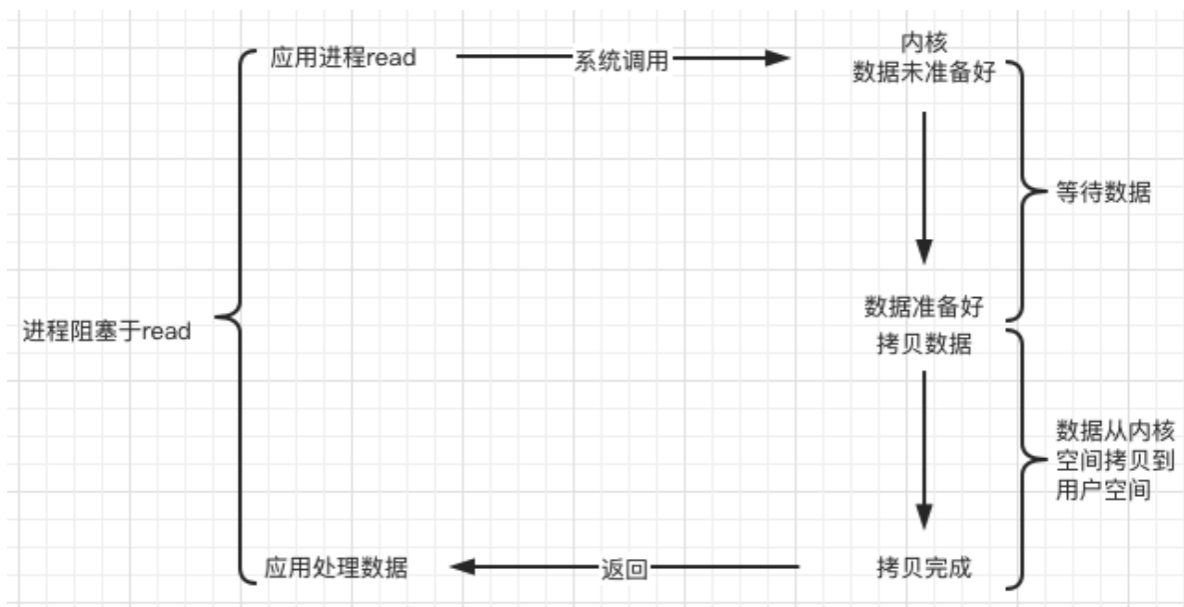 应用进程read
系统调用
内核
数据未准备好
等待数据
数据准备好
进程阻塞于read
拷贝数据
数据从内核
空间拷贝到
用户空间
应用处理数据
返回
拷贝完成